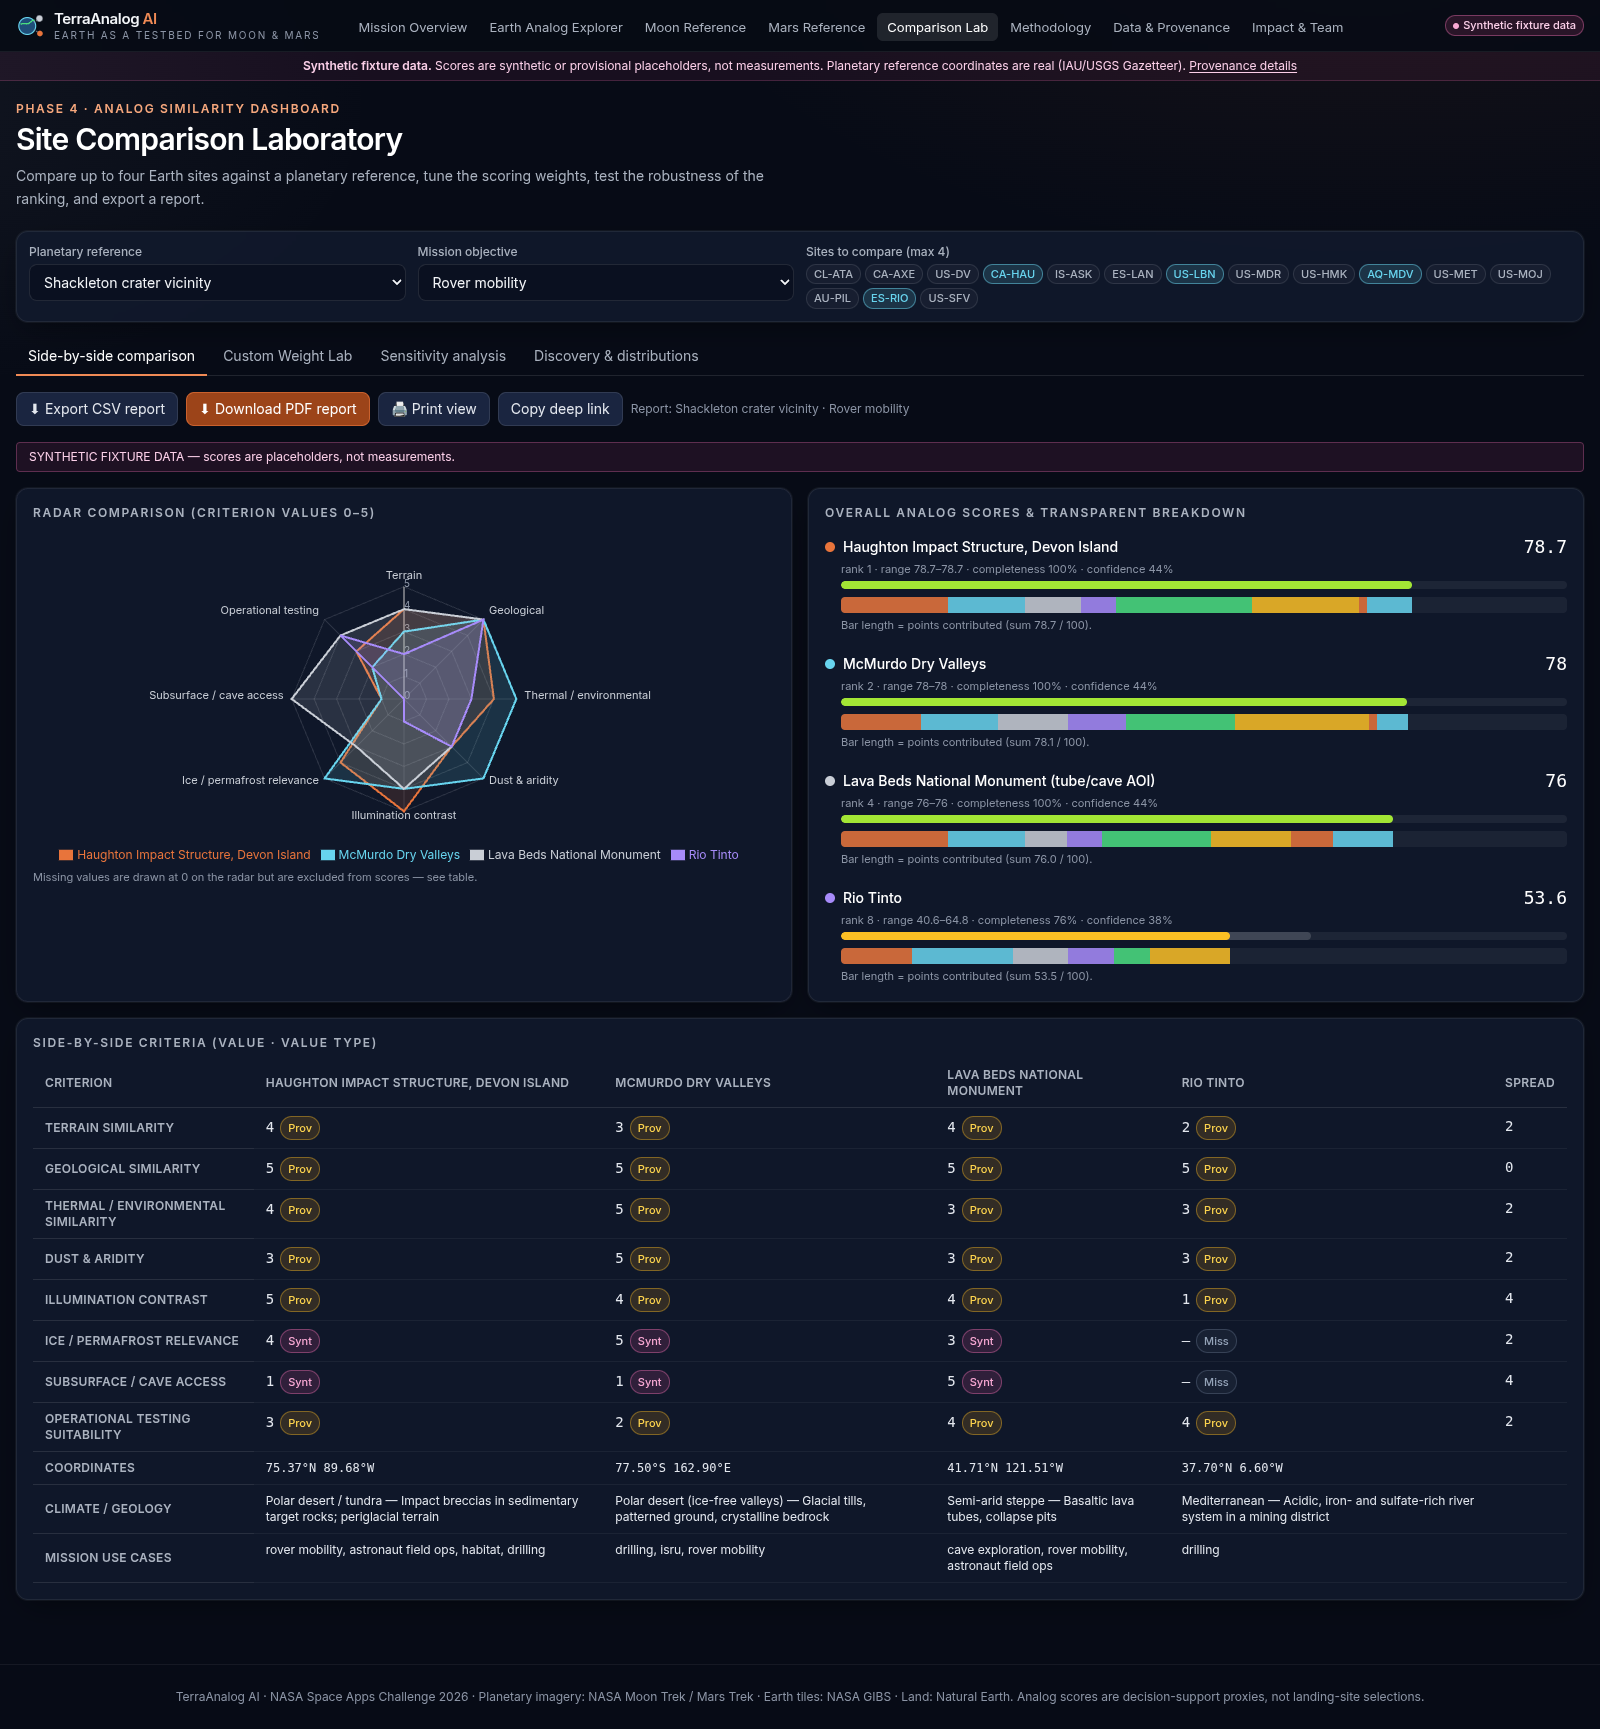 TerraAnalog AI
EARTH AS A TESTBED FOR MOON & MARS
Mission Overview
Earth Analog Explorer
Moon Reference
Mars Reference
Comparison Lab
Methodology
Data & Provenance
Impact & Team
Synthetic fixture data
Synthetic fixture data. Scores are synthetic or provisional placeholders, not measurements. Planetary reference coordinates are real (IAU/USGS Gazetteer). Provenance details
PHASE 4 · ANALOG SIMILARITY DASHBOARD
Site Comparison Laboratory
Compare up to four Earth sites against a planetary reference, tune the scoring weights, test the robustness of the
ranking, and export a report.
Planetary reference
Shackleton crater vicinity
Mission objective
Rover mobility
Sites to compare (max 4)
CL-ATA CA-AXE US-DV CA-HAU IS-ASK ES-LAN US-LBN US-MDR US-HMK AQ-MDV US-MET US-MOJ
AU-PIL ES-RIO US-SFV
Side-by-side comparison
Custom Weight Lab
Sensitivity analysis
Discovery & distributions
⬇ Export CSV report
⬇ Download PDF report
🖨️ Print view
Copy deep link
Report: Shackleton crater vicinity · Rover mobility
SYNTHETIC FIXTURE DATA — scores are placeholders, not measurements.
RADAR COMPARISON (CRITERION VALUES 0–5)
Terrain
5
Operational testing
4
Geological
3
2
1
Subsurface / cave access
0
Thermal / environmental
Ice / permafrost relevance
Dust & aridity
Illumination contrast
Haughton Impact Structure, Devon Island
McMurdo Dry Valleys
Lava Beds National Monument
Rio Tinto
Missing values are drawn at 0 on the radar but are excluded from scores — see table.
OVERALL ANALOG SCORES & TRANSPARENT BREAKDOWN
Haughton Impact Structure, Devon Island 78.7
rank 1 · range 78.7–78.7 · completeness 100% · confidence 44%
Bar length = points contributed (sum 78.7 / 100).
McMurdo Dry Valleys 78
rank 2 · range 78–78 · completeness 100% · confidence 44%
Bar length = points contributed (sum 78.1 / 100).
Lava Beds National Monument (tube/cave AOI) 76
rank 4 · range 76–76 · completeness 100% · confidence 44%
Bar length = points contributed (sum 76.0 / 100).
Rio Tinto 53.6
rank 8 · range 40.6–64.8 · completeness 76% · confidence 38%
Bar length = points contributed (sum 53.5 / 100).
SIDE-BY-SIDE CRITERIA (VALUE · VALUE TYPE)
CRITERION HAUGHTON IMPACT STRUCTURE, DEVON ISLAND MCMURDO DRY VALLEYS LAVA BEDS NATIONAL MONUMENT RIO TINTO SPREAD
TERRAIN SIMILARITY 4 Prov 3 Prov 4 Prov 2 Prov 2
GEOLOGICAL SIMILARITY 5 Prov 5 Prov 5 Prov 5 Prov 0
THERMAL / ENVIRONMENTAL SIMILARITY 4 Prov 5 Prov 3 Prov 3 Prov 2
DUST & ARIDITY 3 Prov 5 Prov 3 Prov 3 Prov 2
ILLUMINATION CONTRAST 5 Prov 4 Prov 4 Prov 1 Prov 4
ICE / PERMAFROST RELEVANCE 4 Synt 5 Synt 3 Synt — Miss 2
SUBSURFACE / CAVE ACCESS 1 Synt 1 Synt 5 Synt — Miss 4
OPERATIONAL TESTING SUITABILITY 3 Prov 2 Prov 4 Prov 4 Prov 2
COORDINATES 75.37°N 89.68°W 77.50°S 162.90°E 41.71°N 121.51°W 37.70°N 6.60°W
CLIMATE / GEOLOGY
Polar desert / tundra — Impact breccias in sedimentary
target rocks; periglacial terrain
Polar desert (ice-free valleys) — Glacial tills,
patterned ground, crystalline bedrock
Semi-arid steppe — Basaltic lava
tubes, collapse pits
Mediterranean — Acidic, iron- and sulfate-rich river
system in a mining district
MISSION USE CASES
rover mobility, astronaut field ops, habitat, drilling
drilling, isru, rover mobility
cave exploration, rover mobility,
astronaut field ops
drilling
TerraAnalog AI · NASA Space Apps Challenge 2026 · Planetary imagery: NASA Moon Trek / Mars Trek · Earth tiles: NASA GIBS · Land: Natural Earth. Analog scores are decision-support proxies, not landing-site selections.